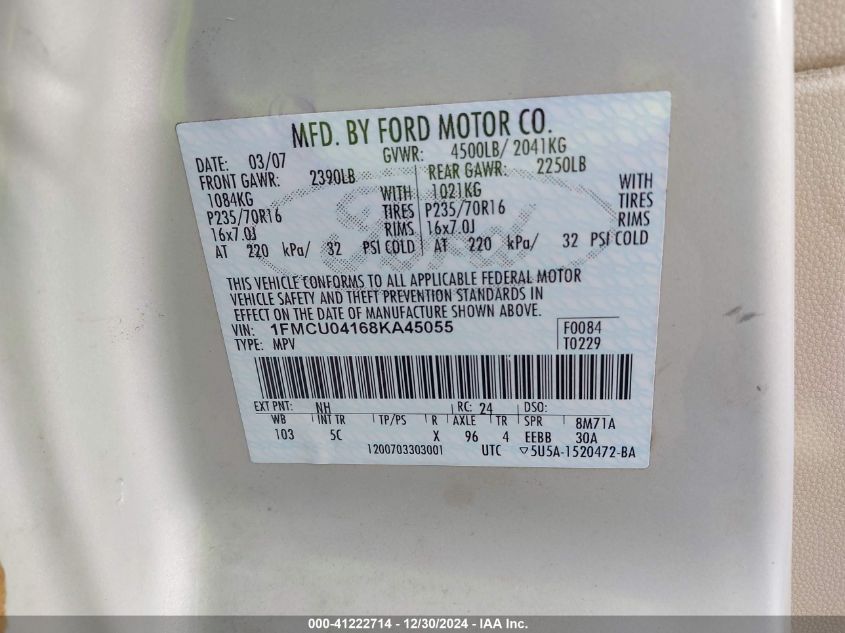 MFD. BY FORD MOTOR CO.
DATE: 03/07 GVWR: 4500LB/ 2041KG
FRONT GAWR: 2390LB REAR GAWR: 2250LB
1084KG WITH 1021KG WITH
P235/70R16 TIRES P235/70R16 TIRES
16x7.0J RIMS 16x7.0J RIMS
AT 220 kPa/ 32 PSI COLD AT 220 kPa/ 32 PSI COLD
THIS VEHICLE CONFORMS TO ALL APPLICABLE FEDERAL MOTOR
VEHICLE SAFETY AND THEFT PREVENTION STANDARDS IN
EFFECT ON THE DATE OF MANUFACTURE SHOWN ABOVE.
VIN: 1FMCU04168KA45055 F0084
TYPE: MPV T0229
EXT PNT: NH RC: 24 DSO:
WB INT TR TP/PS R AXLE TR SPR 8M71A
103 5C X 96 4 EEBB 30A
1200703303001 UTC ▽5U5A-1520472-BA
Ford
000-41222714 - 12/30/2024 - IAA Inc.